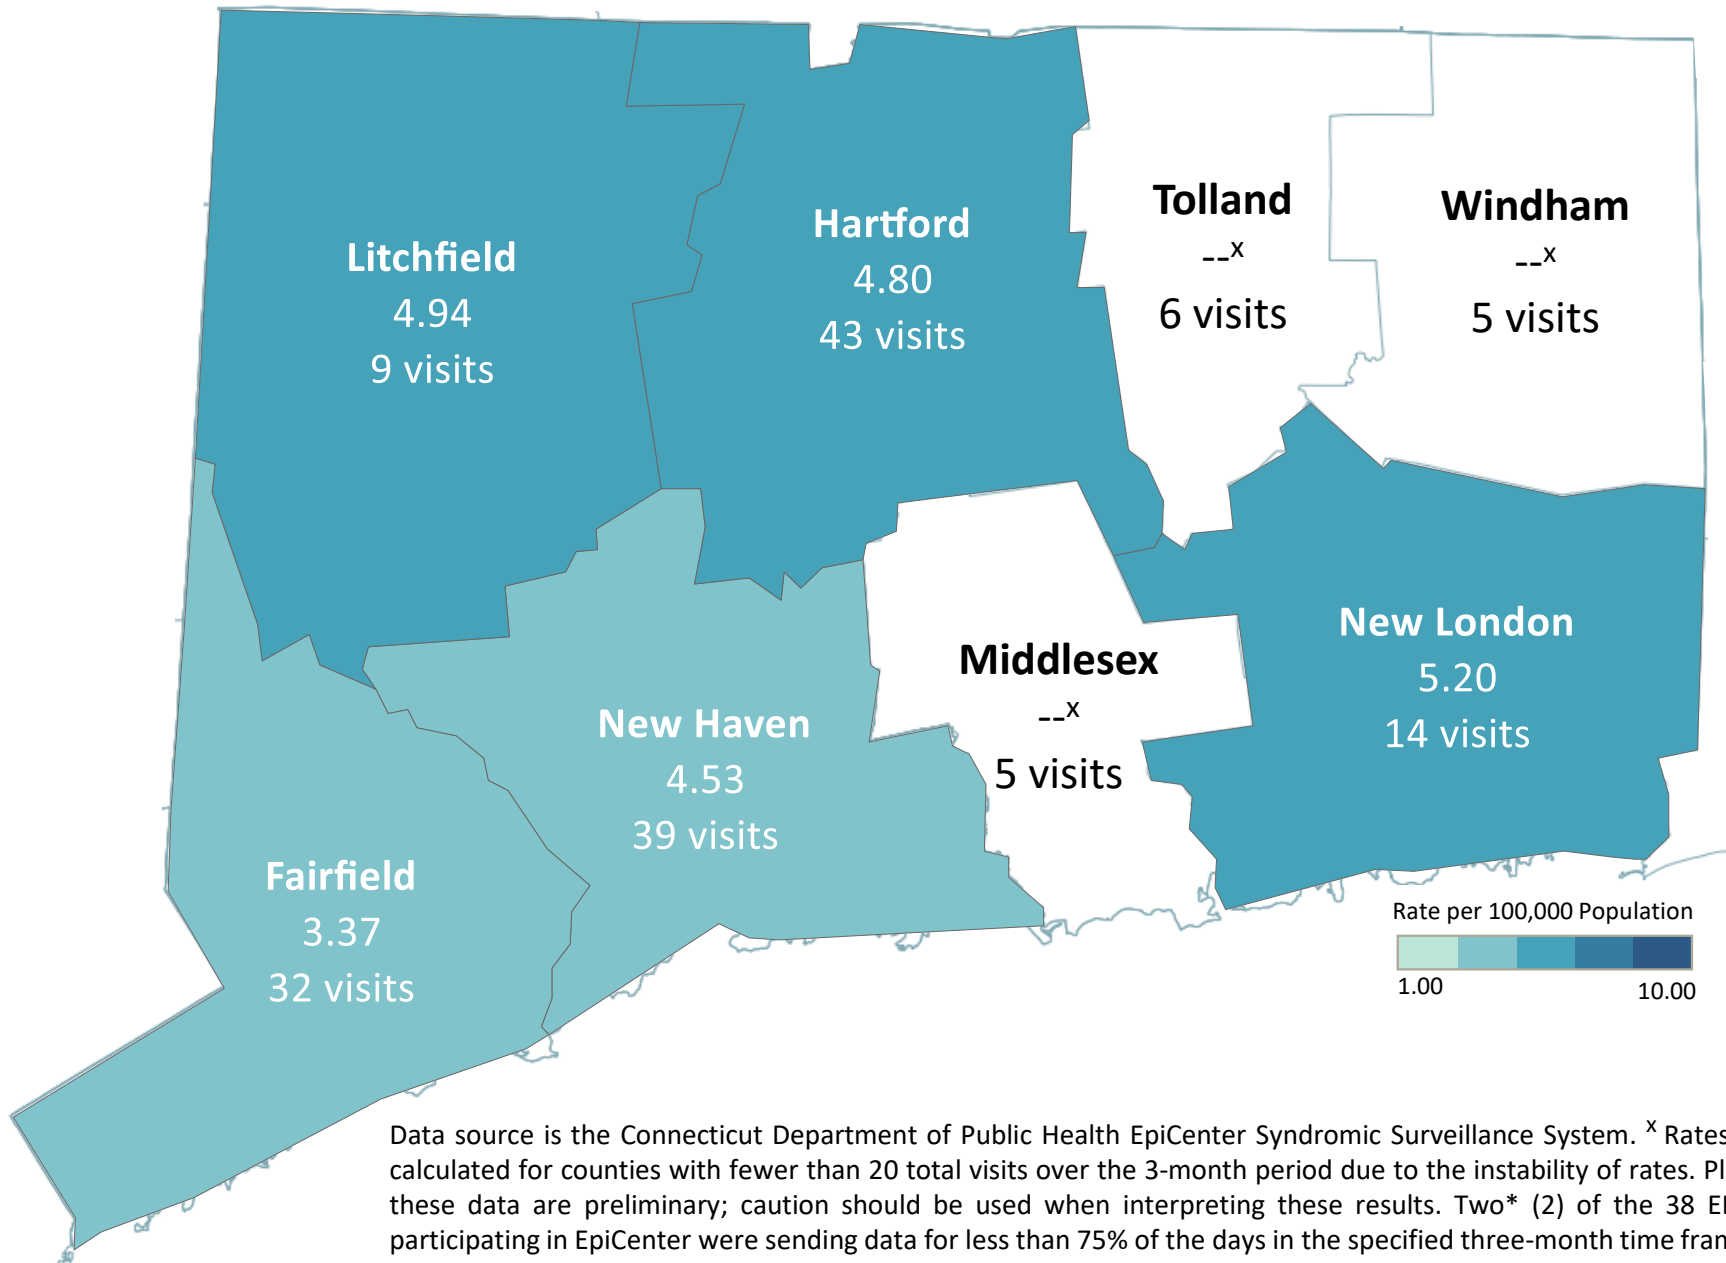 Litchfield
4.94
9 visits
Hartford
4.80
43 visits
Tolland
--x
6 visits
Windham
--x
5 visits
New Haven
4.53
39 visits
Middlesex
--x
5 visits
New London
5.20
14 visits
Fairfield
3.37
32 visits
Rate per 100,000 Population
1.00 10.00
Data source is the Connecticut Department of Public Health EpiCenter Syndromic Surveillance System. x Rates
calculated for counties with fewer than 20 total visits over the 3-month period due to the instability of rates.
these data are preliminary; caution should be used when interpreting these results. Two* (2) of the 38
participating in EpiCenter were sending data for less than 75% of the days in the specified three-month time